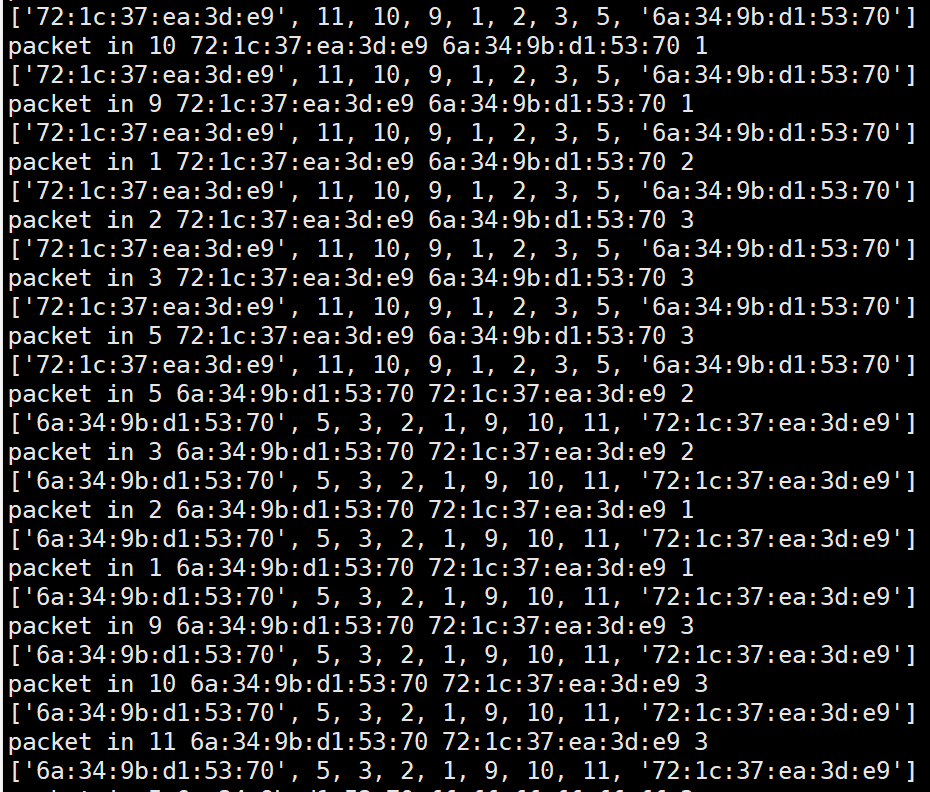 ['72:1c:37:ea:3d:e9', 11, 10, 9, 1, 2, 3, 5, '6a:34:9b:d1:53:70']
packet in 10 72:1c:37:ea:3d:e9 6a:34:9b:d1:53:70 1
['72:1c:37:ea:3d:e9', 11, 10, 9, 1, 2, 3, 5, '6a:34:9b:d1:53:70']
packet in 9 72:1c:37:ea:3d:e9 6a:34:9b:d1:53:70 1
['72:1c:37:ea:3d:e9', 11, 10, 9, 1, 2, 3, 5, '6a:34:9b:d1:53:70']
packet in 1 72:1c:37:ea:3d:e9 6a:34:9b:d1:53:70 2
['72:1c:37:ea:3d:e9', 11, 10, 9, 1, 2, 3, 5, '6a:34:9b:d1:53:70']
packet in 2 72:1c:37:ea:3d:e9 6a:34:9b:d1:53:70 3
['72:1c:37:ea:3d:e9', 11, 10, 9, 1, 2, 3, 5, '6a:34:9b:d1:53:70']
packet in 3 72:1c:37:ea:3d:e9 6a:34:9b:d1:53:70 3
['72:1c:37:ea:3d:e9', 11, 10, 9, 1, 2, 3, 5, '6a:34:9b:d1:53:70']
packet in 5 72:1c:37:ea:3d:e9 6a:34:9b:d1:53:70 3
['72:1c:37:ea:3d:e9', 11, 10, 9, 1, 2, 3, 5, '6a:34:9b:d1:53:70']
packet in 5 6a:34:9b:d1:53:70 72:1c:37:ea:3d:e9 2
['6a:34:9b:d1:53:70', 5, 3, 2, 1, 9, 10, 11, '72:1c:37:ea:3d:e9']
packet in 3 6a:34:9b:d1:53:70 72:1c:37:ea:3d:e9 2
['6a:34:9b:d1:53:70', 5, 3, 2, 1, 9, 10, 11, '72:1c:37:ea:3d:e9']
packet in 2 6a:34:9b:d1:53:70 72:1c:37:ea:3d:e9 1
['6a:34:9b:d1:53:70', 5, 3, 2, 1, 9, 10, 11, '72:1c:37:ea:3d:e9']
packet in 1 6a:34:9b:d1:53:70 72:1c:37:ea:3d:e9 1
['6a:34:9b:d1:53:70', 5, 3, 2, 1, 9, 10, 11, '72:1c:37:ea:3d:e9']
packet in 9 6a:34:9b:d1:53:70 72:1c:37:ea:3d:e9 3
['6a:34:9b:d1:53:70', 5, 3, 2, 1, 9, 10, 11, '72:1c:37:ea:3d:e9']
packet in 10 6a:34:9b:d1:53:70 72:1c:37:ea:3d:e9 3
['6a:34:9b:d1:53:70', 5, 3, 2, 1, 9, 10, 11, '72:1c:37:ea:3d:e9']
packet in 11 6a:34:9b:d1:53:70 72:1c:37:ea:3d:e9 3
['6a:34:9b:d1:53:70', 5, 3, 2, 1, 9, 10, 11, '72:1c:37:ea:3d:e9']